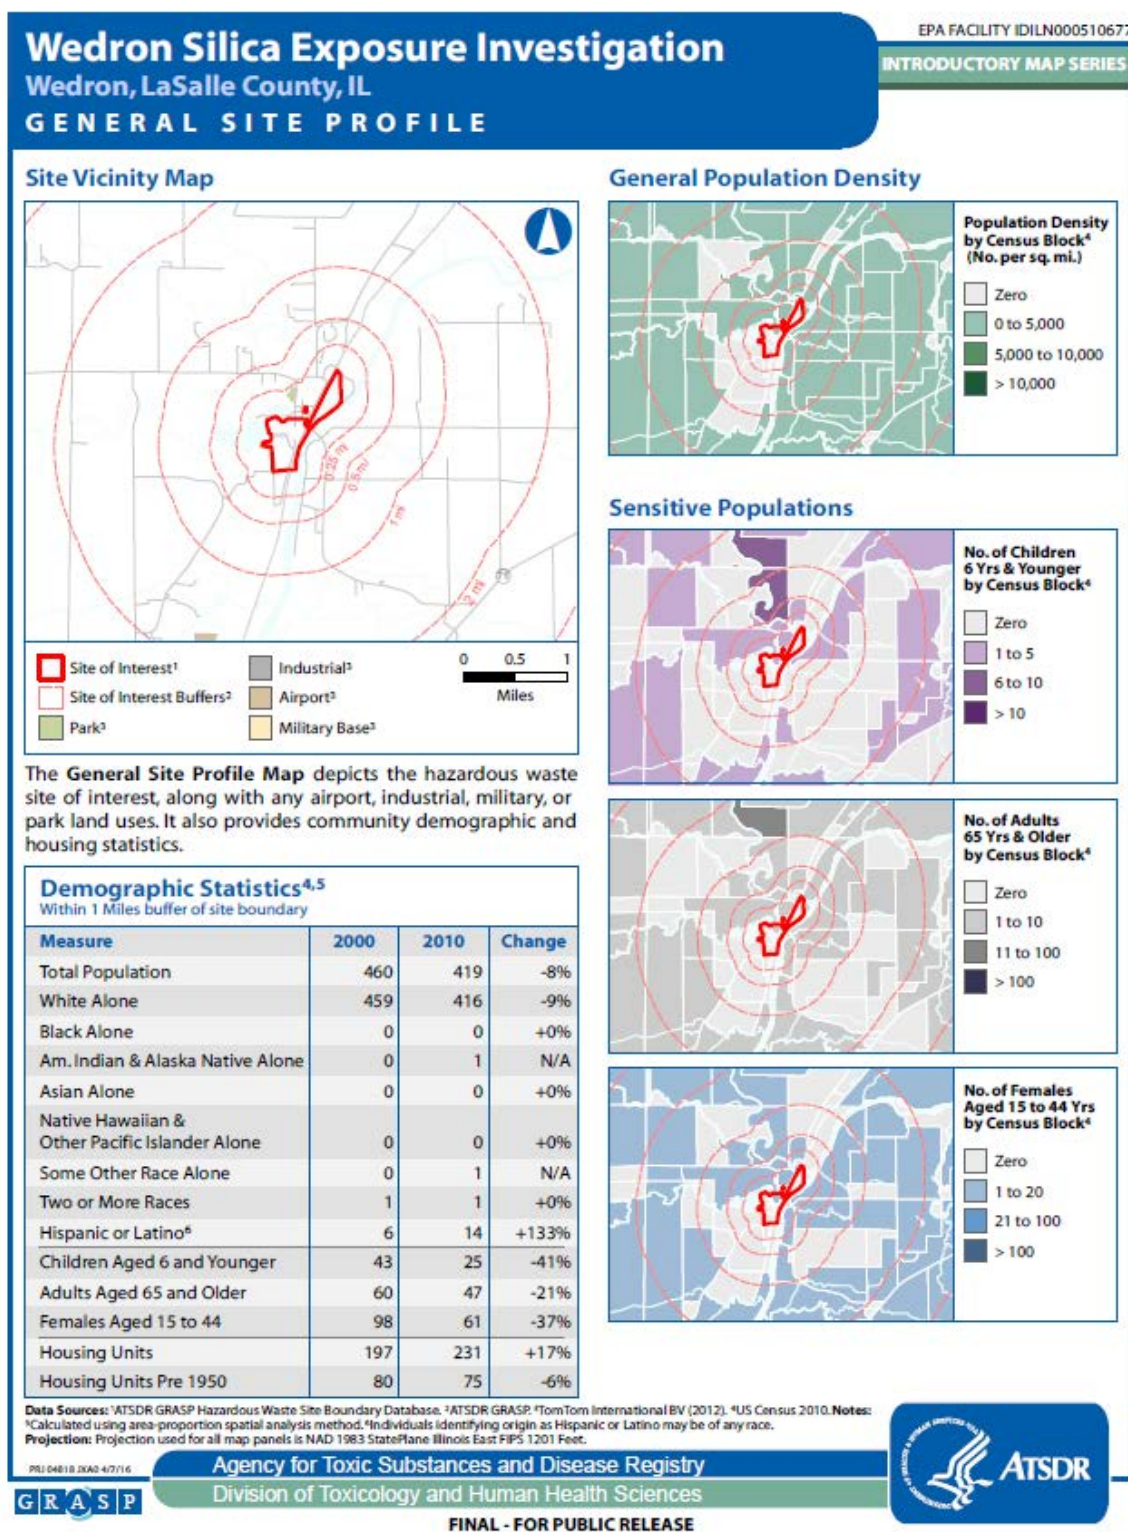 EPA FACILITY IDILN000510677
Wedron Silica Exposure Investigation
Wedron, LaSalle County, IL
GENERAL SITE PROFILE
INTRODUCTORY MAP SERIES
Site Vicinity Map
0.25 mi
0.5 mi
1 mi
2 mi
Site of Interest¹
Site of Interest Buffers²
Park³
Industrial³
Airport³
Military Base³
0 0.5 1
Miles
The General Site Profile Map depicts the hazardous waste
site of interest, along with any airport, industrial, military, or
park land uses. It also provides community demographic and
housing statistics.
Demographic Statistics⁴,⁵
Within 1 Miles buffer of site boundary
Measure 2000 2010 Change
Total Population 460 419 -8%
White Alone 459 416 -9%
Black Alone 0 0 +0%
Am. Indian & Alaska Native Alone 0 1 N/A
Asian Alone 0 0 +0%
Native Hawaiian &
Other Pacific Islander Alone 0 0 +0%
Some Other Race Alone 0 1 N/A
Two or More Races 1 1 +0%
Hispanic or Latino⁶ 6 14 +133%
Children Aged 6 and Younger 43 25 -41%
Adults Aged 65 and Older 60 47 -21%
Females Aged 15 to 44 98 61 -37%
Housing Units 197 231 +17%
Housing Units Pre 1950 80 75 -6%
General Population Density
Population Density
by Census Block⁴
(No. per sq. mi.)
Zero
0 to 5,000
5,000 to 10,000
> 10,000
Sensitive Populations
No. of Children
6 Yrs & Younger
by Census Block⁴
Zero
1 to 5
6 to 10
> 10
No. of Adults
65 Yrs & Older
by Census Block⁴
Zero
1 to 10
11 to 100
> 100
No. of Females
Aged 15 to 44 Yrs
by Census Block⁴
Zero
1 to 20
21 to 100
> 100
Data Sources: ¹ATSDR GRASP Hazardous Waste Site Boundary Database. ²ATSDR GRASP. ³TomTom International BV (2012). ⁴US Census 2010. Notes:
⁵Calculated using area-proportion spatial analysis method. ⁶Individuals identifying origin as Hispanic or Latino may be of any race.
Projection: Projection used for all map panels is NAD 1983 StatePlane Illinois East FIPS 1201 Feet.
PRJ 04818 JXA0 4/7/16
GRASP
Agency for Toxic Substances and Disease Registry
Division of Toxicology and Human Health Sciences
ATSDR
FINAL - FOR PUBLIC RELEASE